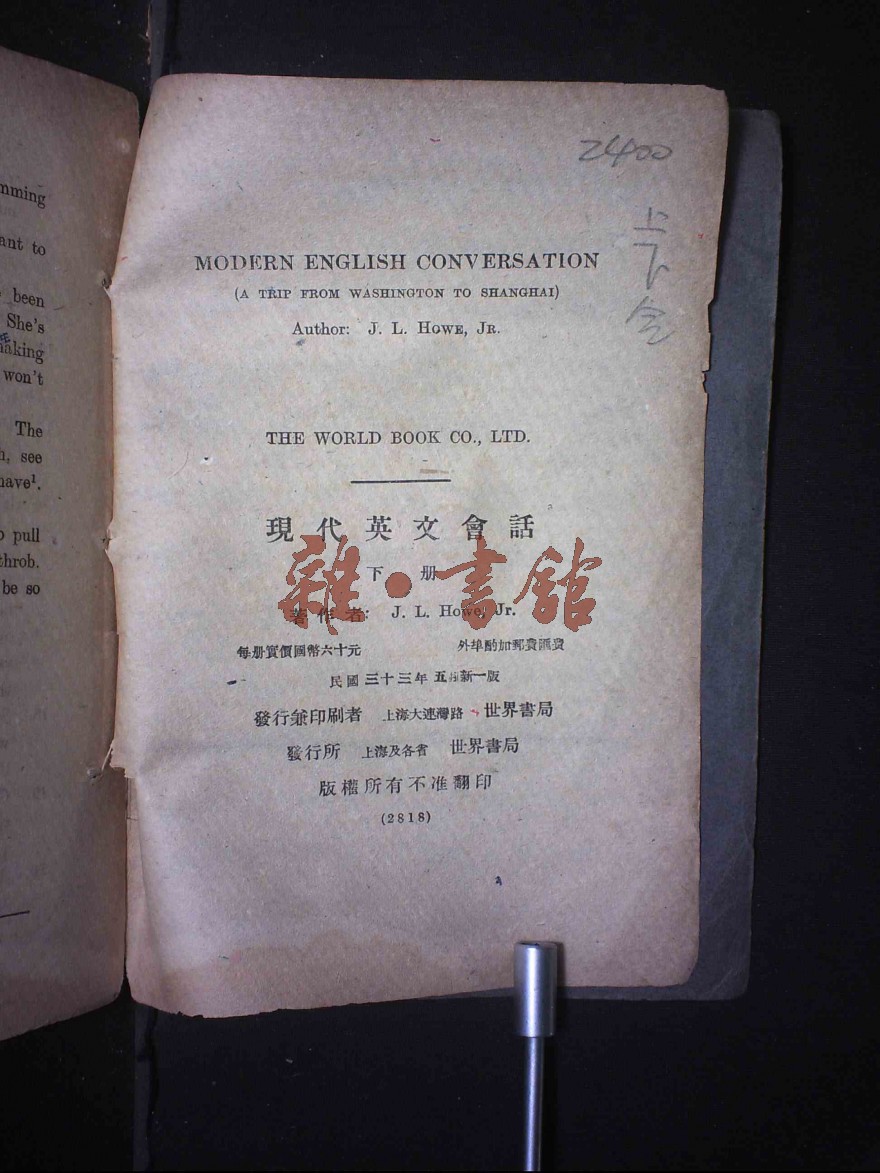 mming
ant to
been
She's
aking
won't
The
h, see
have¹.
pull
throb.
be so
2400
上
下
MODERN ENGLISH CONVERSATION
(A TRIP FROM WASHINGTON TO SHANGHAI)
Author: J. L. HOWE, JR.
THE WORLD BOOK CO., LTD.
現代英文會話
下册
雜·書館
著作者: J. L. Howe, Jr.
每册實價國幣六十元 外埠酌加郵費匯費
民國三十三年五月新一版
發行兼印刷者 上海大連灣路 世界書局
發行所 上海及各省 世界書局
版權所有不准翻印
(2818)